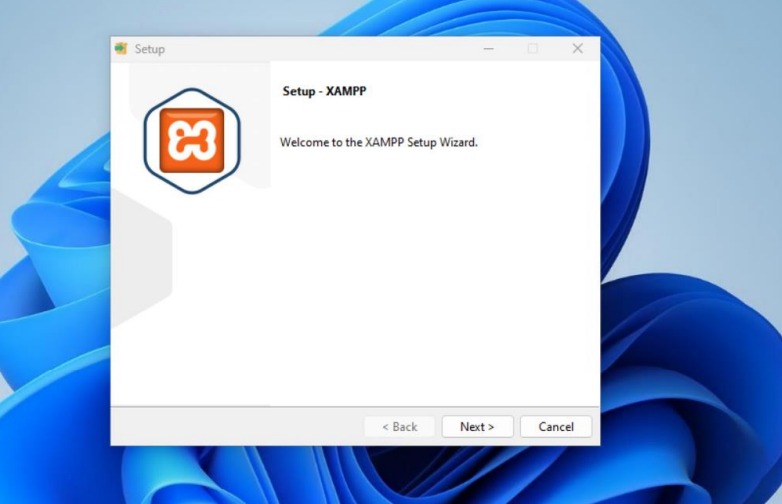 Setup
Setup - XAMPP
Welcome to the XAMPP Setup Wizard.
< Back
Next >
Cancel